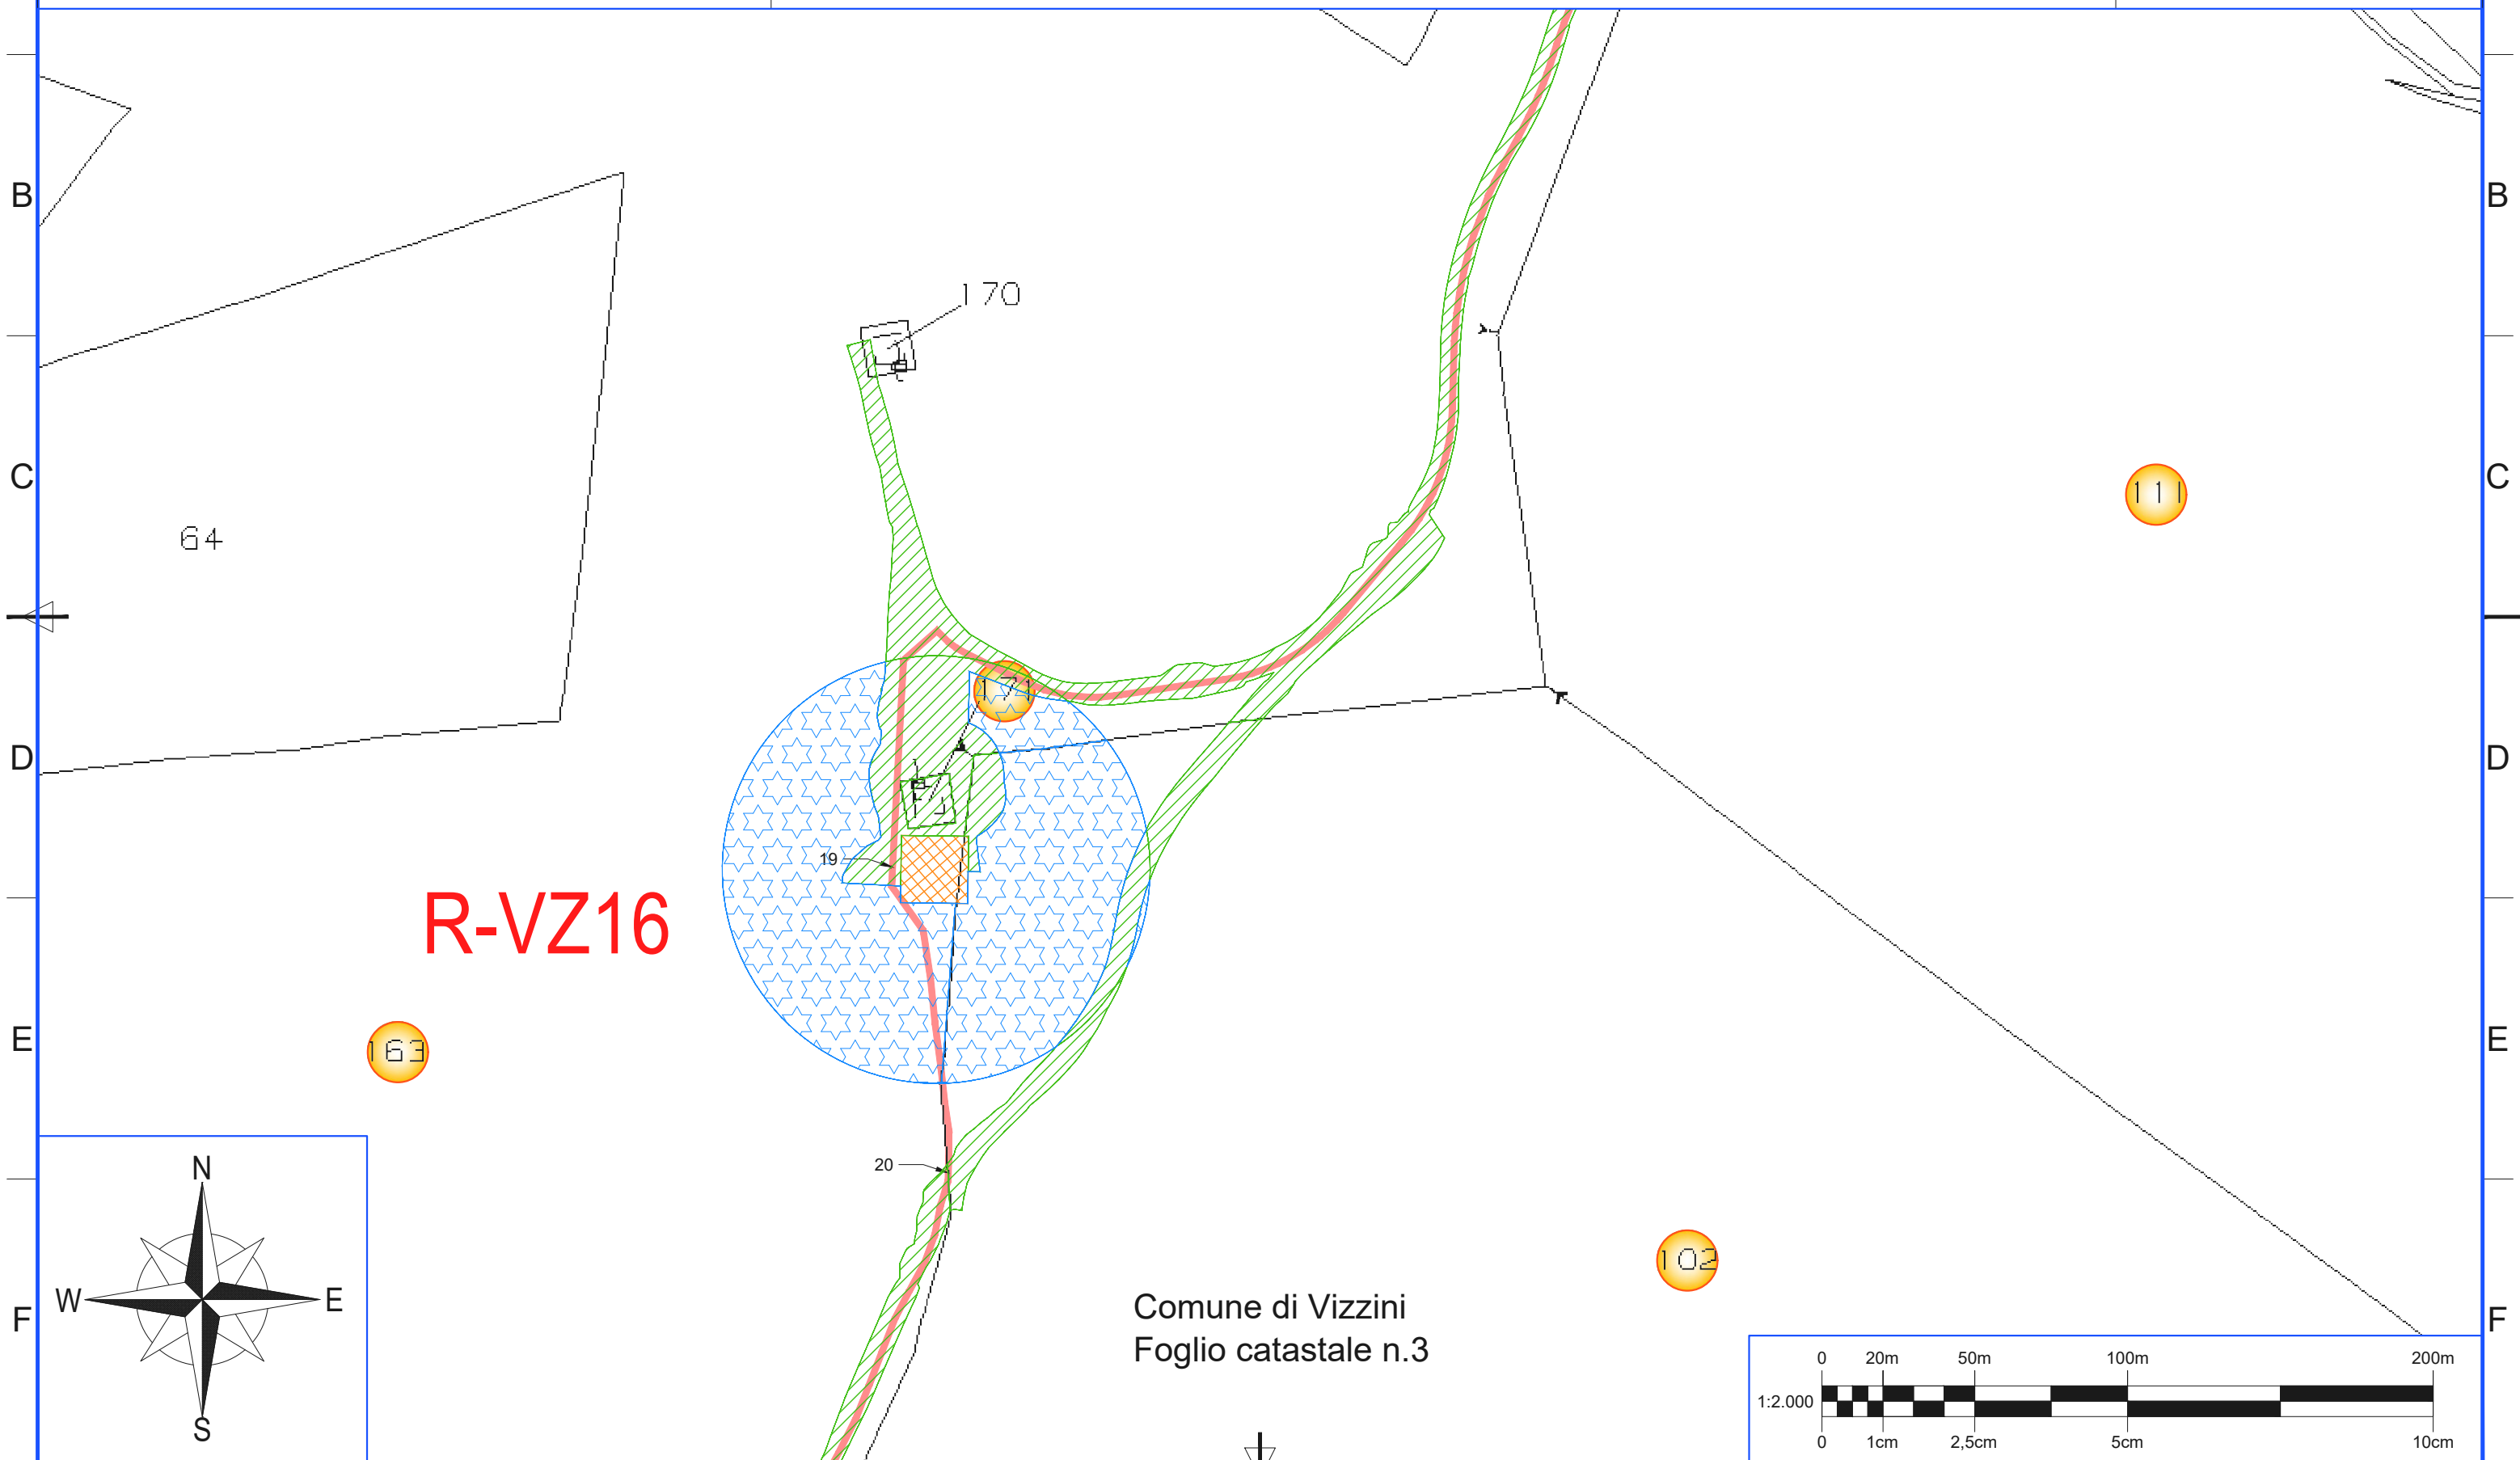 B
B
170
C
C
111
64
171
D
D
19
R-VZ16
E
E
163
20
N
W
E
S
102
F
F
Comune di Vizzini
Foglio catastale n.3
0 20m 50m 100m 200m
1:2.000
0 1cm 2,5cm 5cm 10cm